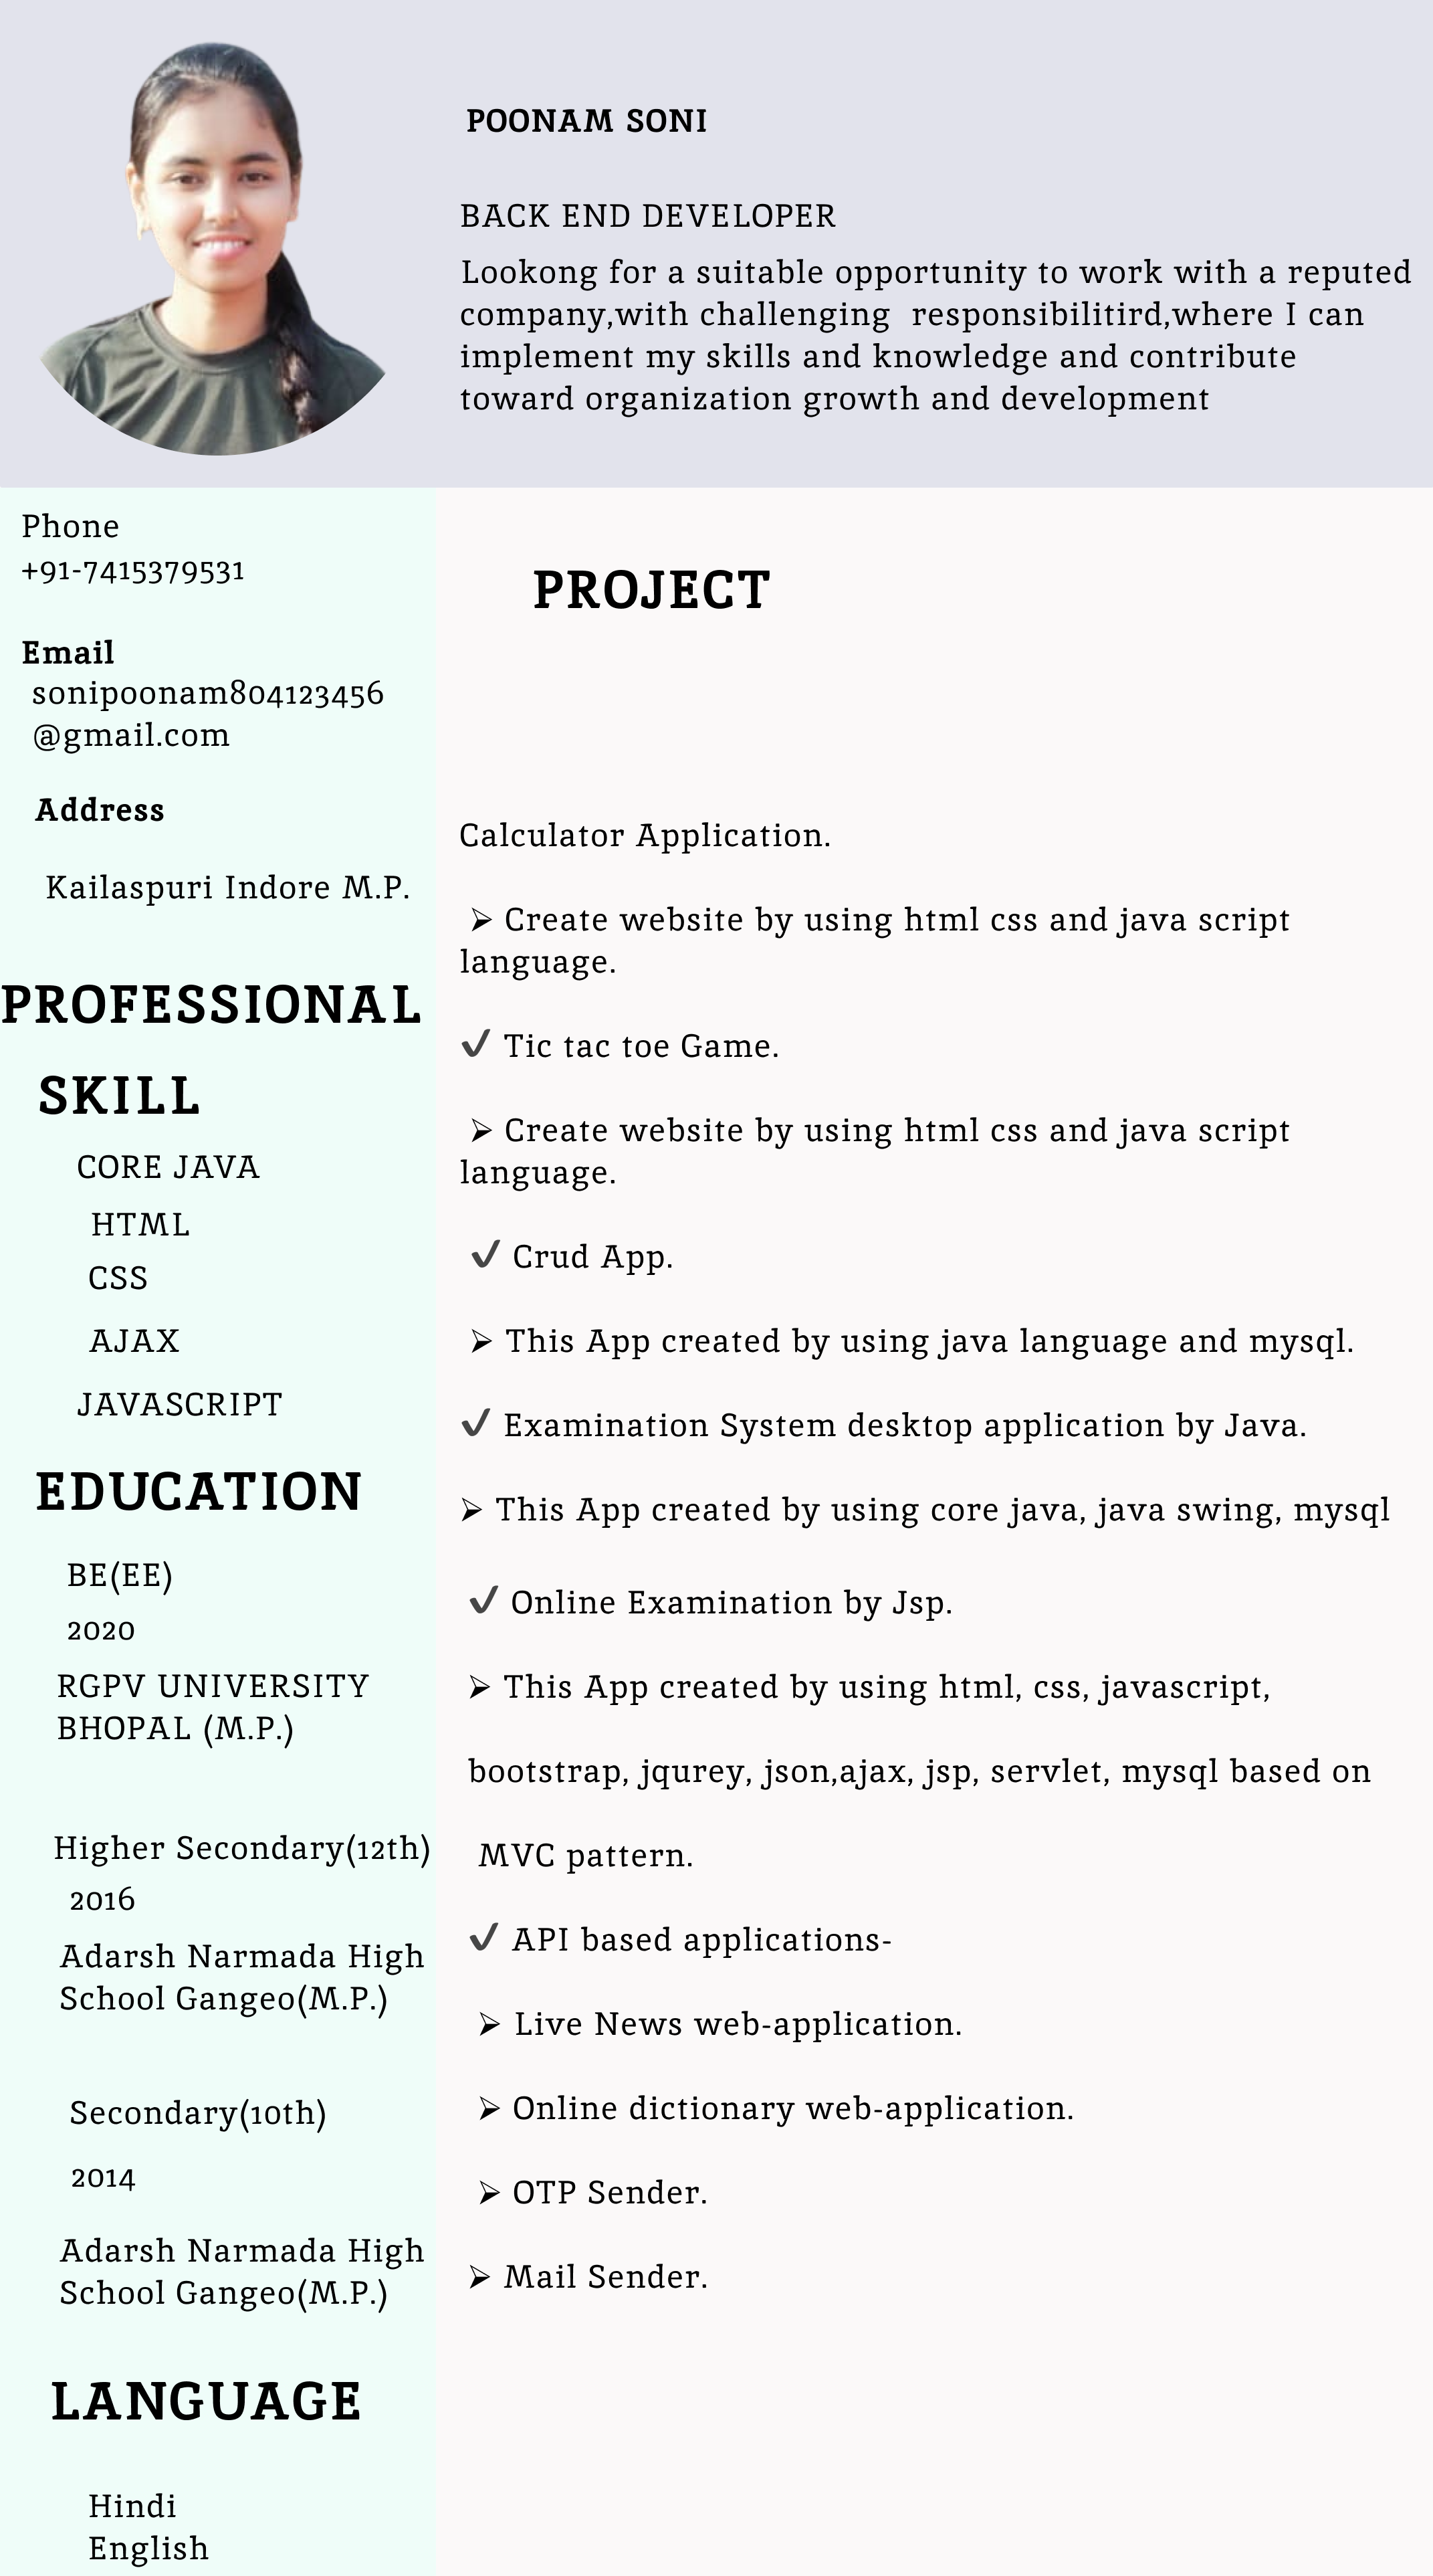 POONAM SONI
BACK END DEVELOPER
Lookong for a suitable opportunity to work with a reputed
company,with challenging  responsibilitird,where I can
implement my skills and knowledge and contribute
toward organization growth and development
Phone
+91-7415379531
Email
sonipoonam804123456
@gmail.com
Address
Kailaspuri Indore M.P.
PROFESSIONAL
SKILL
CORE JAVA
HTML
CSS
AJAX
JAVASCRIPT
EDUCATION
BE(EE)
2020
RGPV UNIVERSITY
BHOPAL (M.P.)
Higher Secondary(12th)
2016
Adarsh Narmada High
School Gangeo(M.P.)
Secondary(10th)
2014
Adarsh Narmada High
School Gangeo(M.P.)
LANGUAGE
Hindi
English
PROJECT
Calculator Application.
➢ Create website by using html css and java script
language.
✔ Tic tac toe Game.
➢ Create website by using html css and java script
language.
✔ Crud App.
➢ This App created by using java language and mysql.
✔ Examination System desktop application by Java.
➢ This App created by using core java, java swing, mysql
✔ Online Examination by Jsp.
➢ This App created by using html, css, javascript,
bootstrap, jqurey, json,ajax, jsp, servlet, mysql based on
MVC pattern.
✔ API based applications-
➢ Live News web-application.
➢ Online dictionary web-application.
➢ OTP Sender.
➢ Mail Sender.